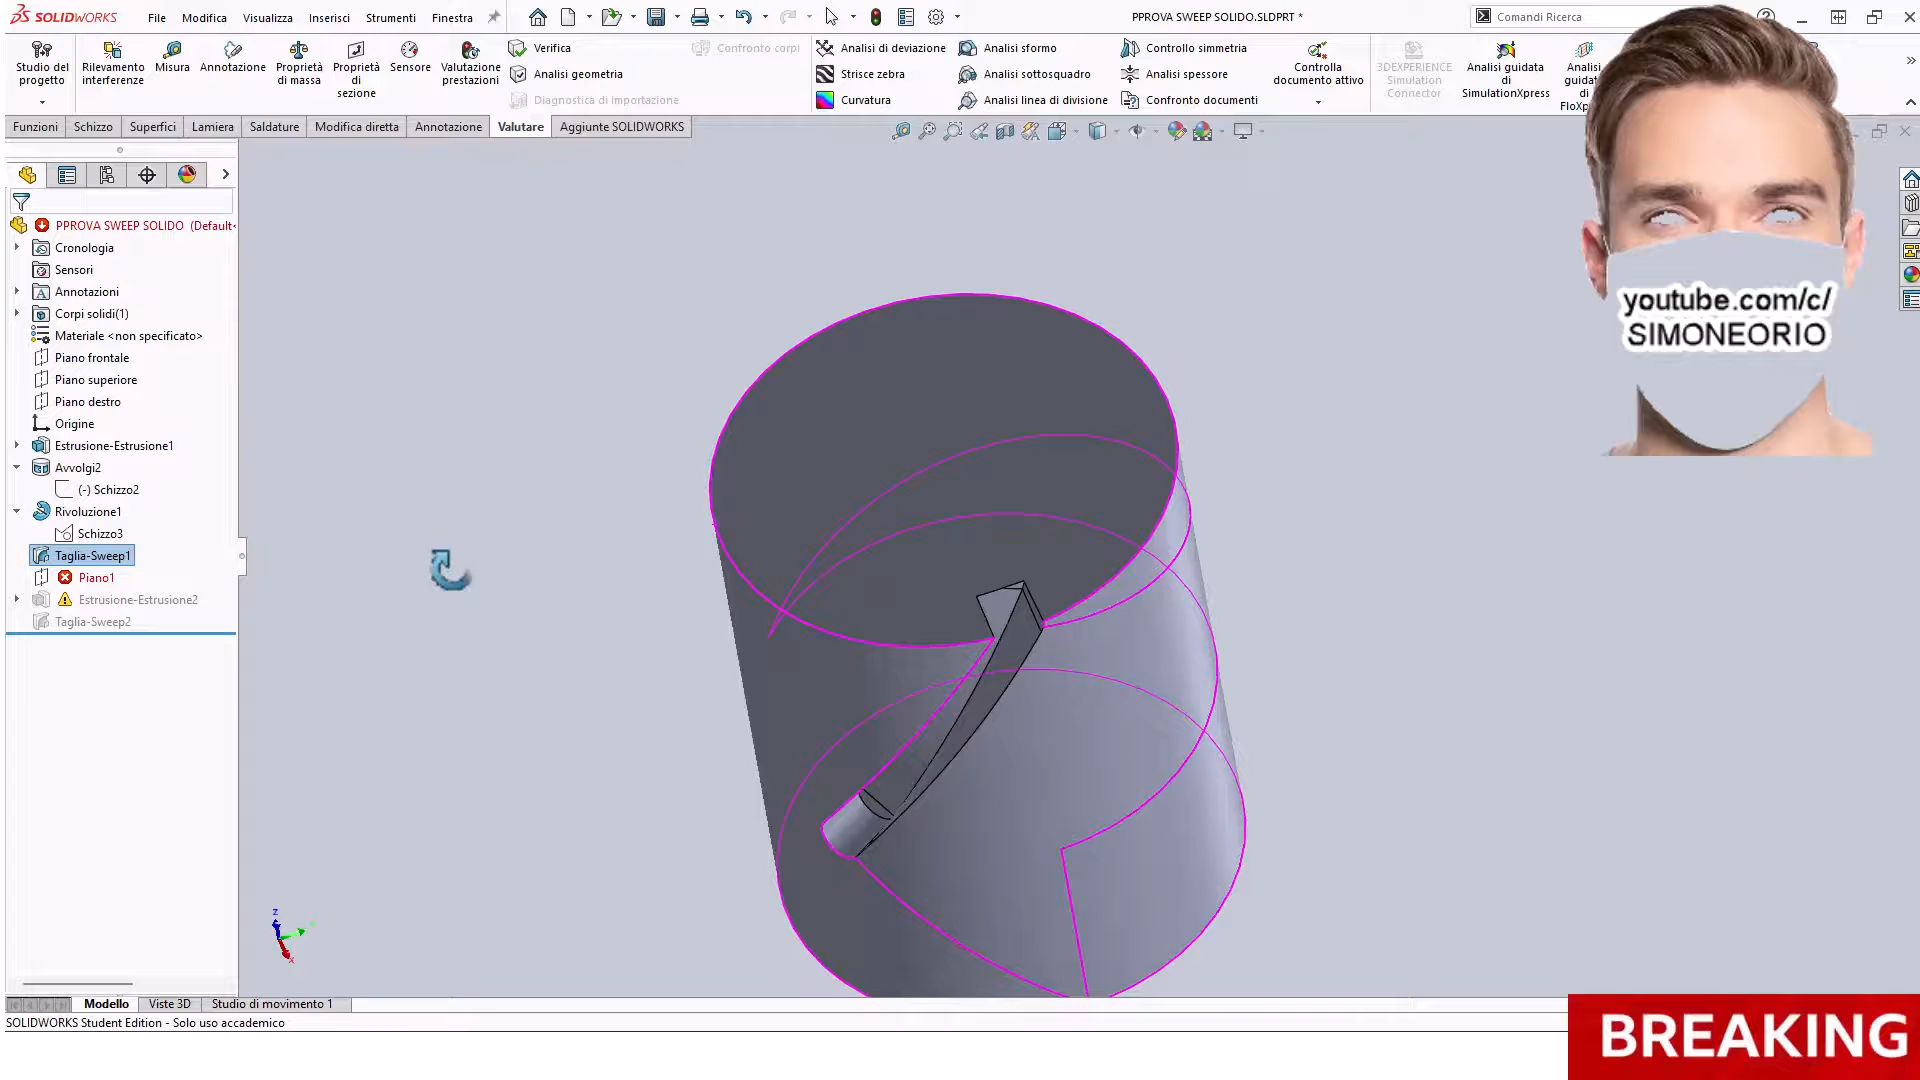 SOLIDWORKS
File Modifica Visualizza Inserisci Strumenti Finestra
PPROVA SWEEP SOLIDO.SLDPRT *
Comandi Ricerca
Studio del progetto
Rilevamento interferenze
Misura
Annotazione
Proprietà di massa
Proprietà di sezione
Sensore
Valutazione prestazioni
Verifica
Analisi geometria
Diagnostica di importazione
Confronto corpi
Analisi di deviazione
Strisce zebra
Curvatura
Analisi sformo
Analisi sottosquadro
Analisi linea di divisione
Controllo simmetria
Analisi spessore
Confronto documenti
Controlla documento attivo
3DEXPERIENCE Simulation Connector
Analisi guidata di SimulationXpress
Analisi guidata di FloXp
Funzioni Schizzo Superfici Lamiera Saldature Modifica diretta Annotazione Valutare Aggiunte SOLIDWORKS
PPROVA SWEEP SOLIDO (Default<
Cronologia
Sensori
Annotazioni
Corpi solidi(1)
Materiale <non specificato>
Piano frontale
Piano superiore
Piano destro
Origine
Estrusione-Estrusione1
Avvolgi2
(-) Schizzo2
Rivoluzione1
Schizzo3
Taglia-Sweep1
Piano1
Estrusione-Estrusione2
Taglia-Sweep2
youtube.com/c/
SIMONEORIO
z
x
Modello Viste 3D Studio di movimento 1
SOLIDWORKS Student Edition - Solo uso accademico
BREAKING